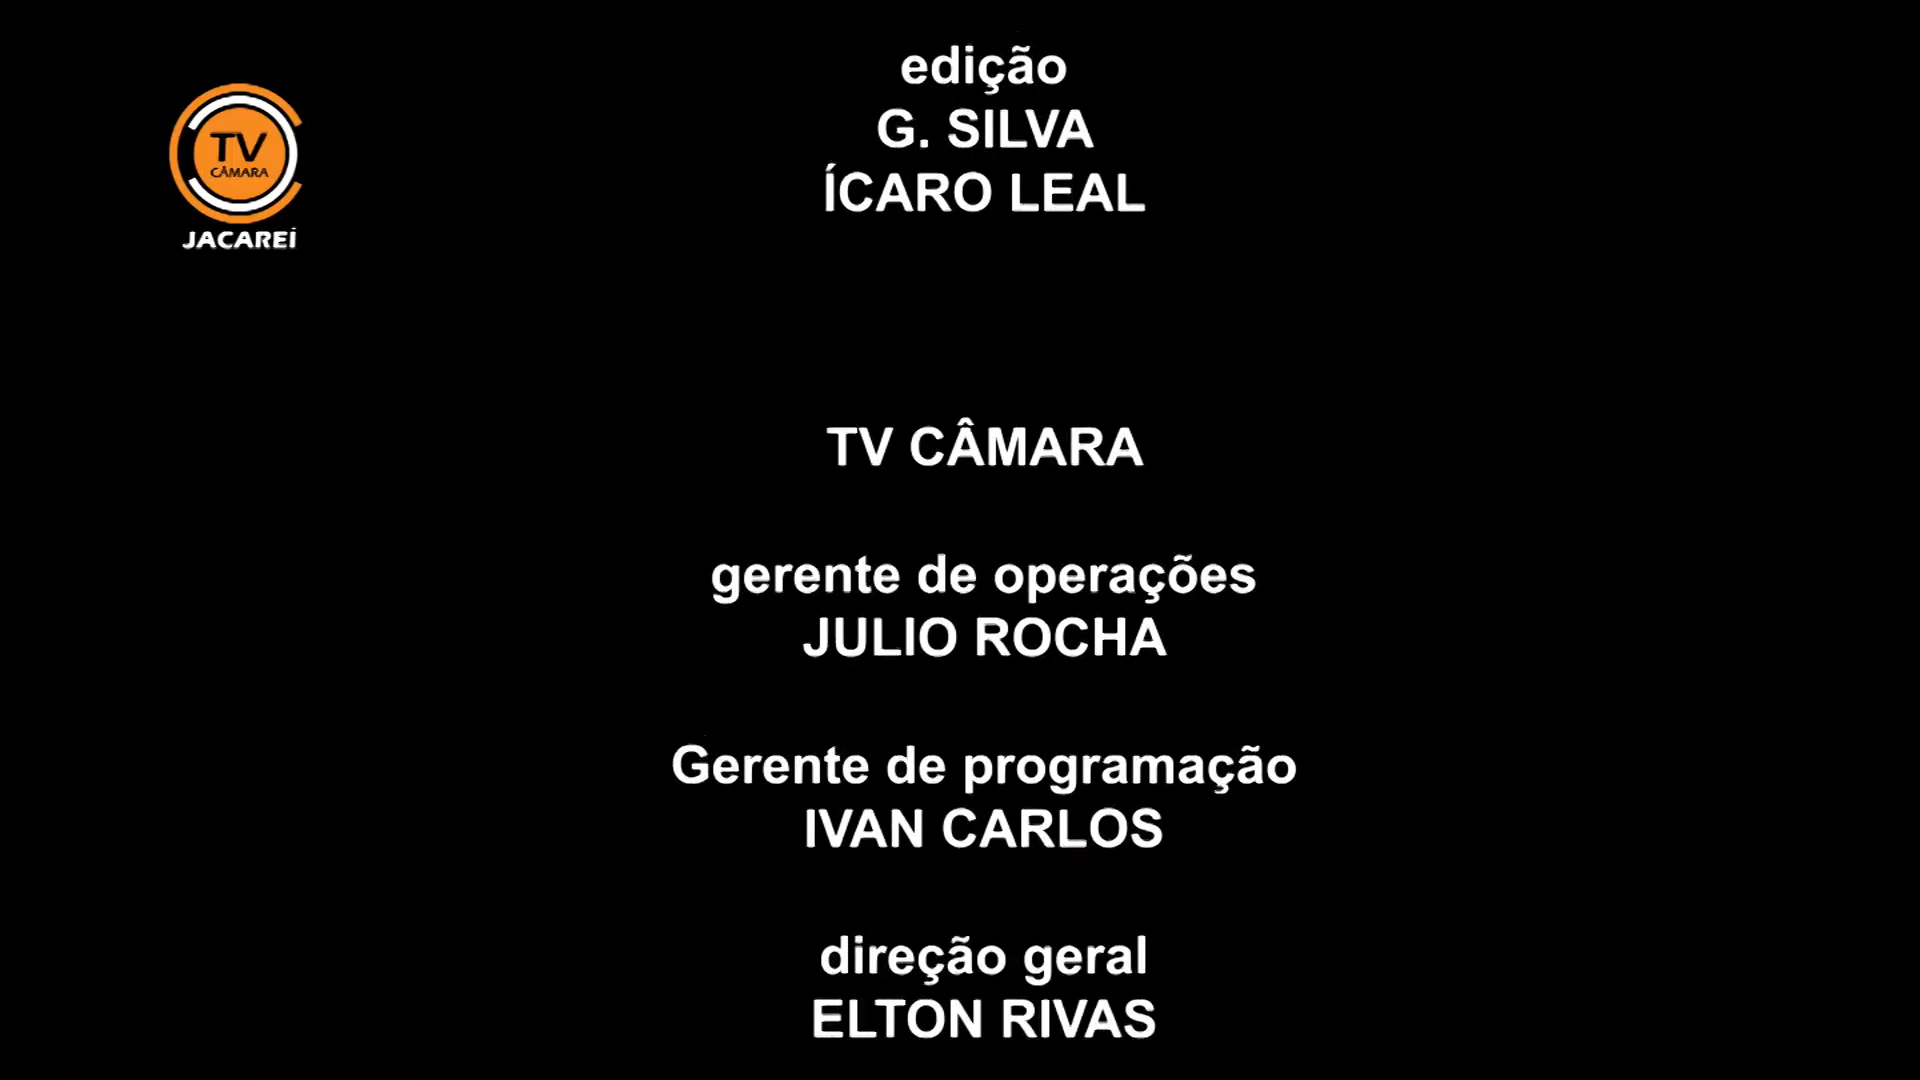 edição
G. SILVA
ÍCARO LEAL
TV
CÂMARA
JACAREÍ
TV CÂMARA
gerente de operações
JULIO ROCHA
Gerente de programação
IVAN CARLOS
direção geral
ELTON RIVAS